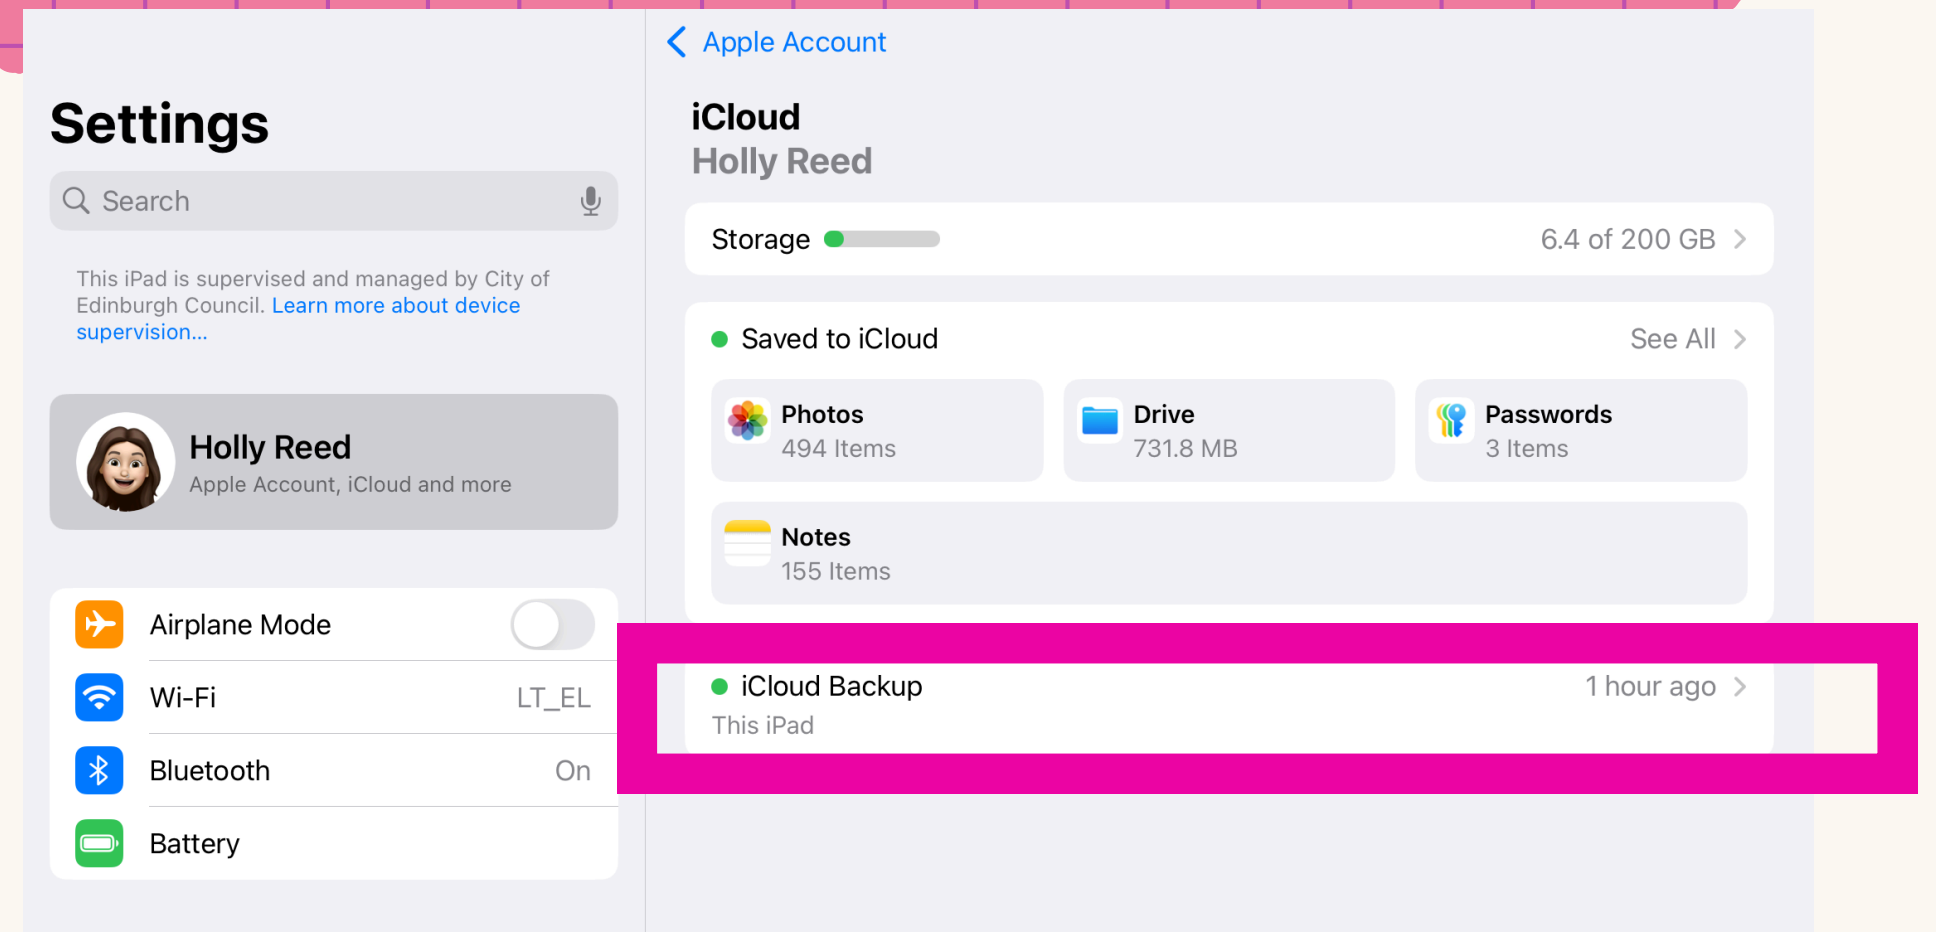 Settings
Search
This iPad is supervised and managed by City of
Edinburgh Council. Learn more about device
supervision...
Holly Reed
Apple Account, iCloud and more
Airplane Mode
Wi-Fi LT_EL
Bluetooth On
Battery
Apple Account
iCloud
Holly Reed
Storage 6.4 of 200 GB
Saved to iCloud See All
Photos
494 Items
Drive
731.8 MB
Passwords
3 Items
Notes
155 Items
iCloud Backup 1 hour ago
This iPad